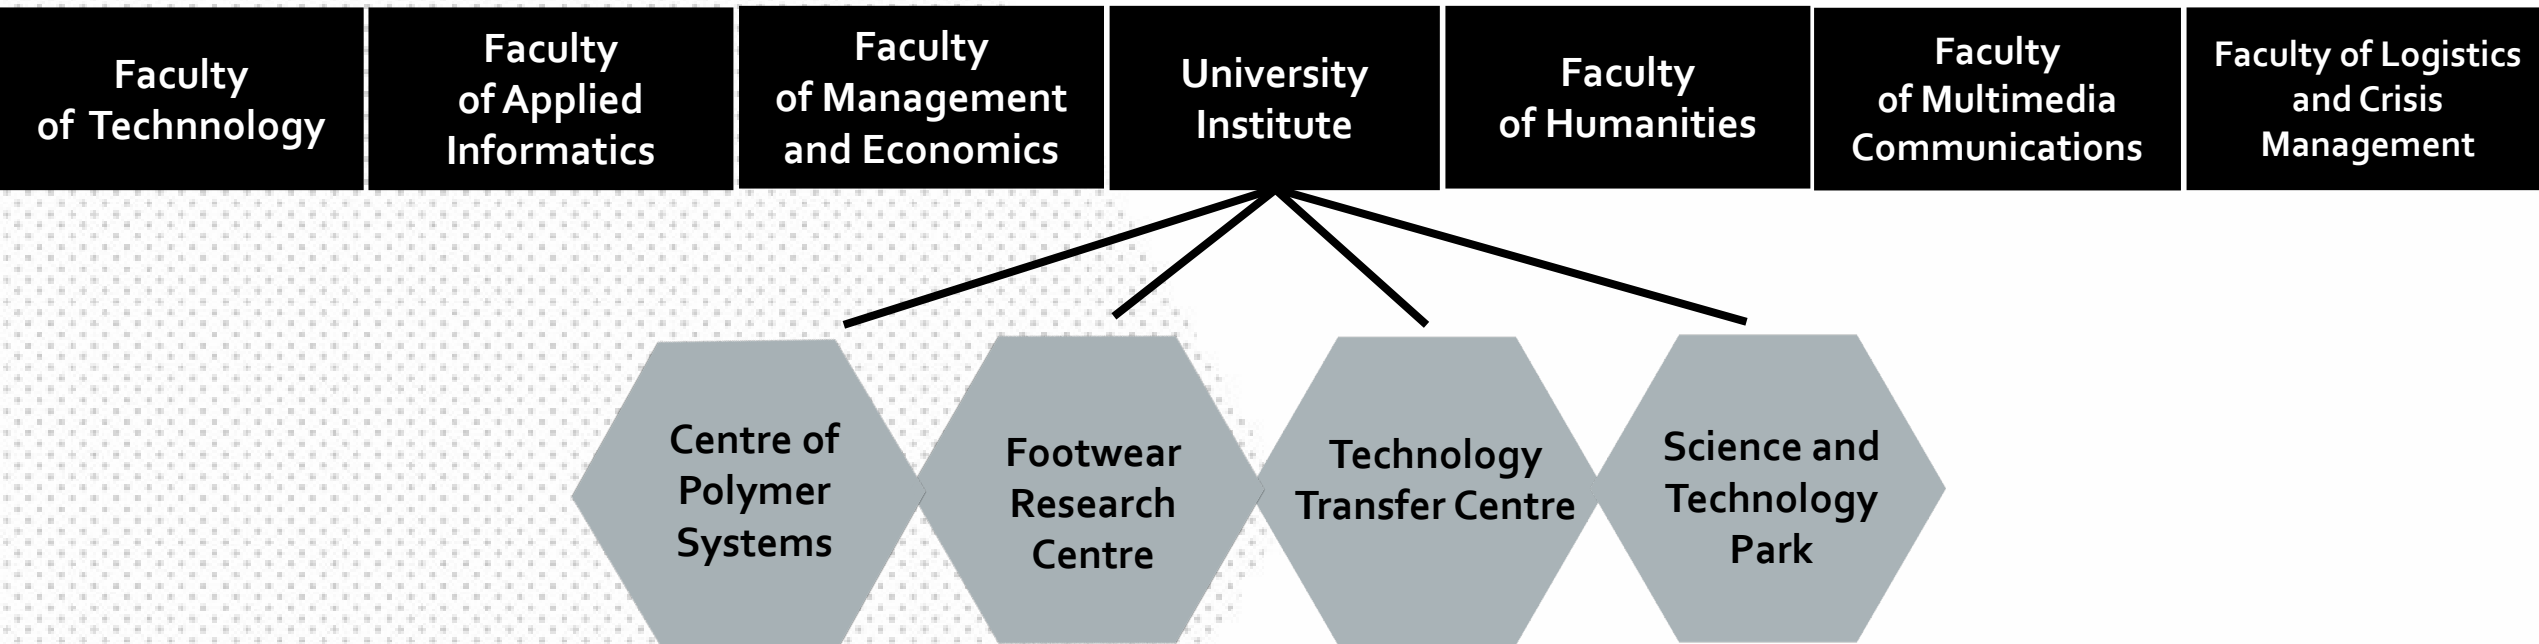 Faculty
of Technnology
Faculty
of Applied
Informatics
Faculty
of Management
and Economics
University
Institute
Faculty
of Humanities
Faculty
of Multimedia
Communications
Faculty of Logistics
and Crisis
Management
Centre of
Polymer
Systems
Footwear
Research
Centre
Technology
Transfer Centre
Science and
Technology
Park